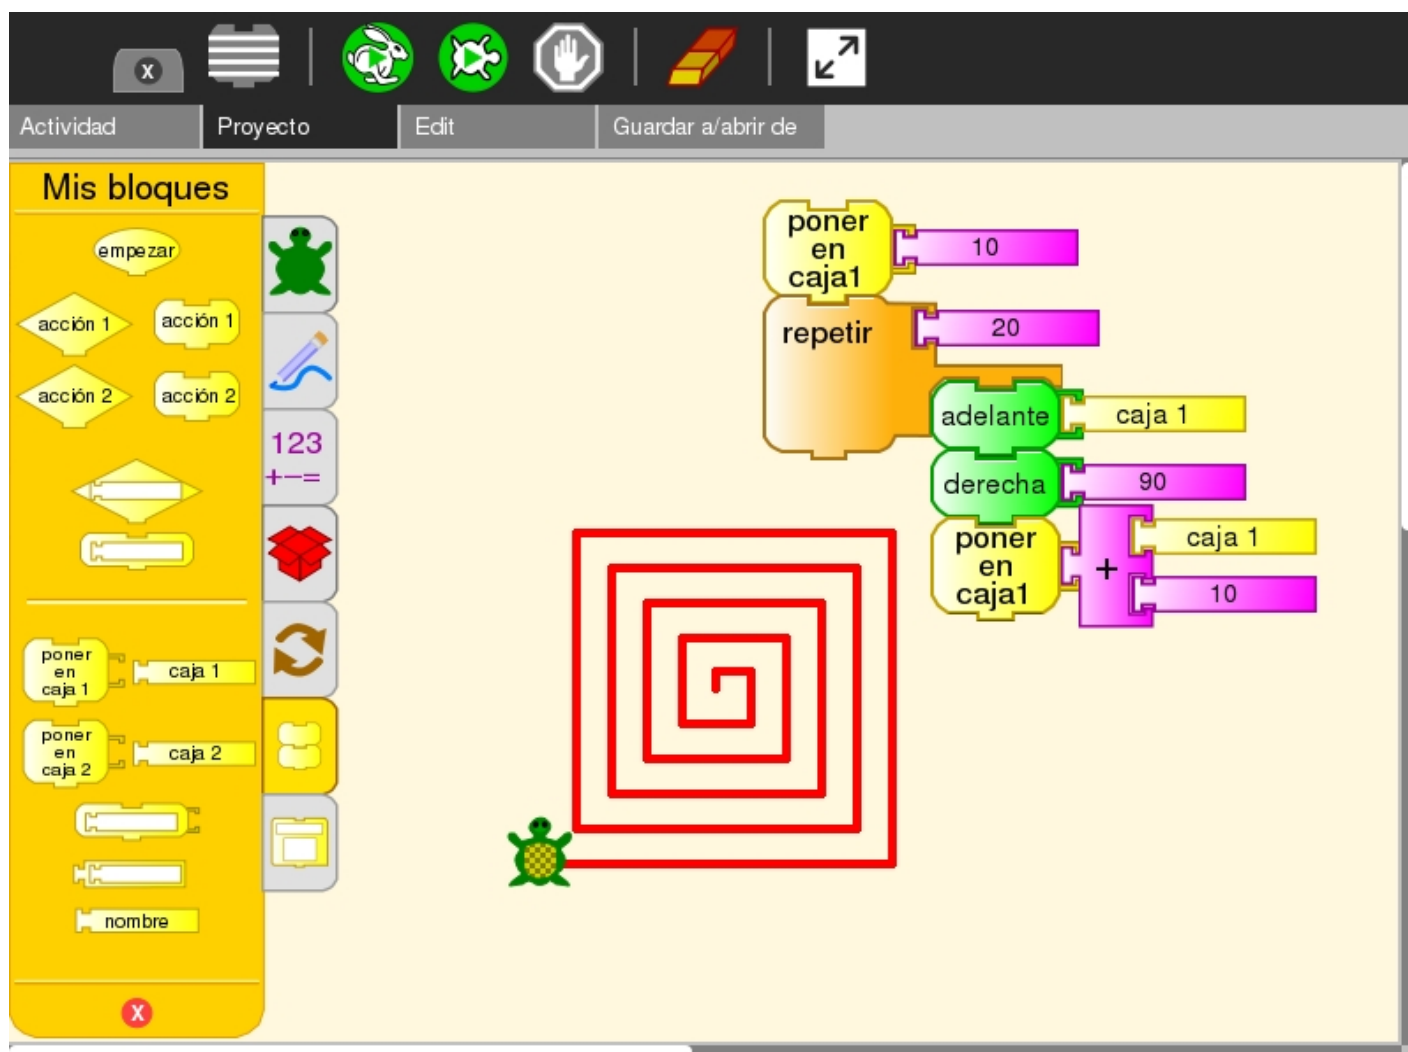 x
Actividad
Proyecto
Edit
Guardar a/abrir de
Mis bloques
empezar
acción 1
acción 1
acción 2
acción 2
poner
en
caja 1
caja 1
poner
en
caja 2
caja 2
nombre
X
123
+−=
poner
en
caja1
10
repetir
20
adelante
caja 1
derecha
90
poner
en
caja1
+
caja 1
10